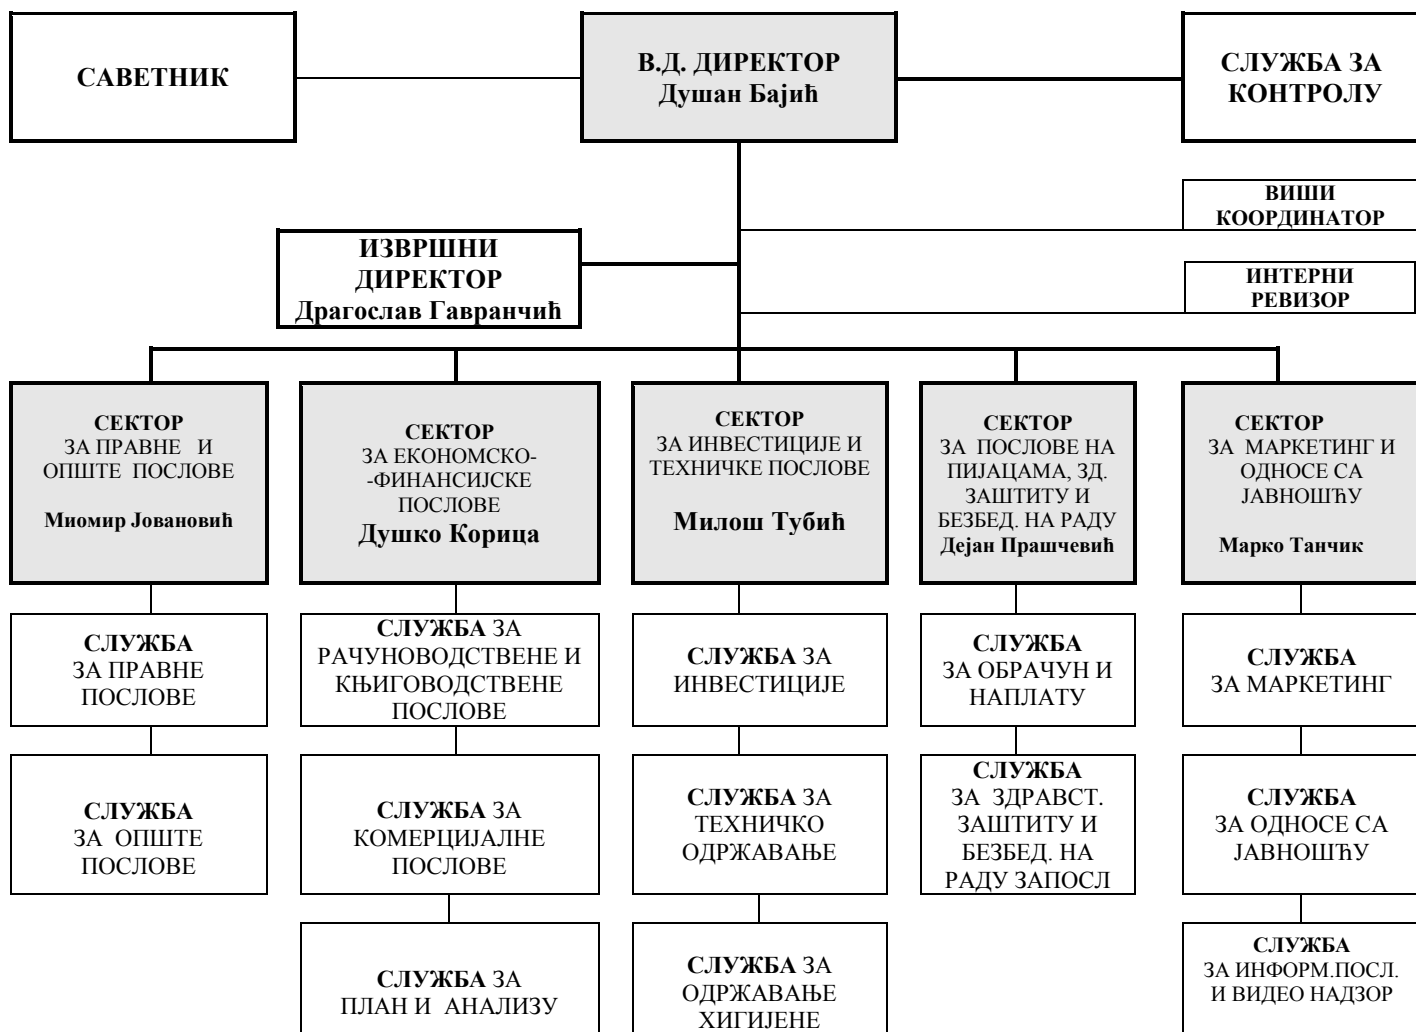 САВЕТНИК
В.Д. ДИРЕКТОР
Душан Бајић
СЛУЖБА ЗА
КОНТРОЛУ
ВИШИ
КООРДИНАТОР
ИЗВРШНИ
ДИРЕКТОР
Драгослав Гавранчић
ИНТЕРНИ
РЕВИЗОР
СЕКТОР
ЗА ПРАВНЕ И
ОПШТЕ ПОСЛОВЕ
Миомир Јовановић
СЕКТОР
ЗА ЕКОНОМСКО-
-ФИНАНСИЈСКЕ
ПОСЛОВЕ
Душко Корица
СЕКТОР
ЗА ИНВЕСТИЦИЈЕ И
ТЕХНИЧКЕ ПОСЛОВЕ
Милош Тубић
СЕКТОР
ЗА ПОСЛОВЕ НА
ПИЈАЦАМА, ЗД.
ЗАШТИТУ И
БЕЗБЕД. НА РАДУ
Дејан Прашчевић
СЕКТОР
ЗА МАРКЕТИНГ И
ОДНОСЕ СА
ЈАВНОШЋУ
Марко Танчик
СЛУЖБА
ЗА ПРАВНЕ
ПОСЛОВЕ
СЛУЖБА ЗА
РАЧУНОВОДСТВЕНЕ И
КЊИГОВОДСТВЕНЕ
ПОСЛОВЕ
СЛУЖБА ЗА
ИНВЕСТИЦИЈЕ
СЛУЖБА
ЗА ОБРАЧУН И
НАПЛАТУ
СЛУЖБА
ЗА МАРКЕТИНГ
СЛУЖБА
ЗА ОПШТЕ
ПОСЛОВЕ
СЛУЖБА ЗА
КОМЕРЦИЈАЛНЕ
ПОСЛОВЕ
СЛУЖБА ЗА
ТЕХНИЧКО
ОДРЖАВАЊЕ
СЛУЖБА
ЗА ЗДРАВСТ.
ЗАШТИТУ И
БЕЗБЕД. НА
РАДУ ЗАПОСЛ
СЛУЖБА
ЗА ОДНОСЕ СА
ЈАВНОШЋУ
СЛУЖБА ЗА
ПЛАН И АНАЛИЗУ
СЛУЖБА ЗА
ОДРЖАВАЊЕ
ХИГИЈЕНЕ
СЛУЖБА
ЗА ИНФОРМ.ПОСЛ.
И ВИДЕО НАДЗОР